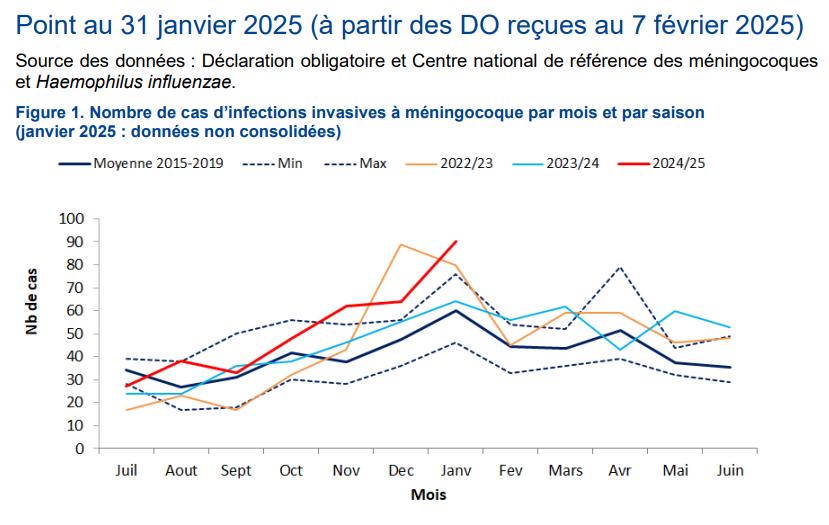 Point au 31 janvier 2025 (à partir des DO reçues au 7 février 2025)
Source des données : Déclaration obligatoire et Centre national de référence des méningocoques
et Haemophilus influenzae.
Figure 1. Nombre de cas d’infections invasives à méningocoque par mois et par saison
(janvier 2025 : données non consolidées)
Moyenne 2015-2019 Min Max 2022/23 2023/24 2024/25
Nb de cas
100
90
80
70
60
50
40
30
20
10
0
Juil Aout Sept Oct Nov Dec Janv Fev Mars Avr Mai Juin
Mois